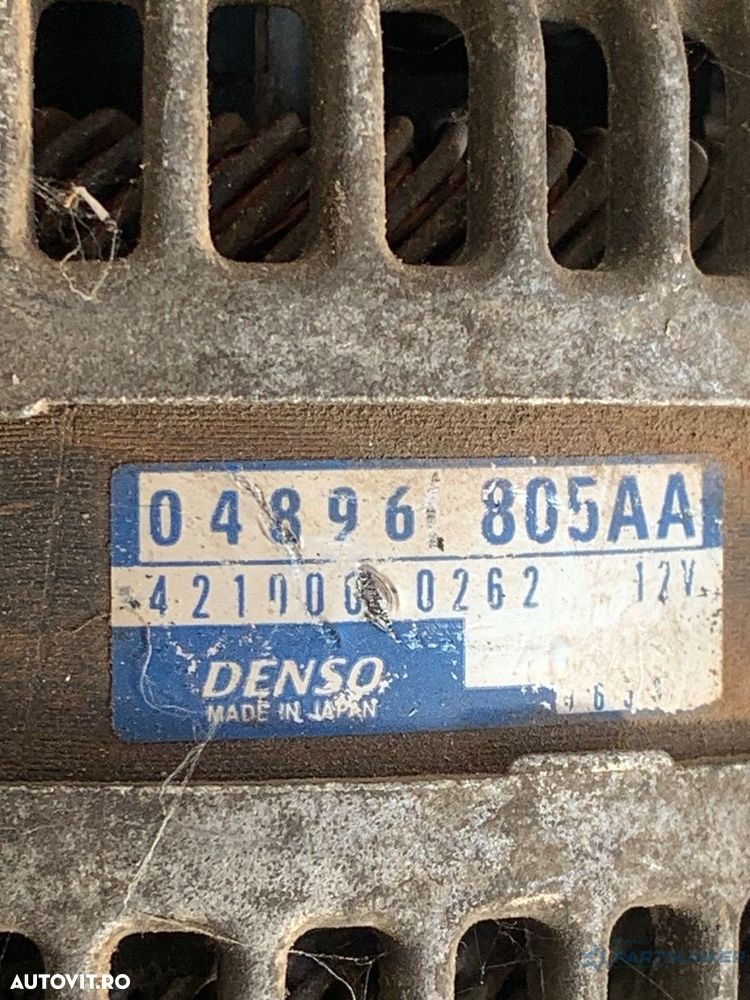 04896 805AA
421000 0262 12V
DENSO
MADE IN JAPAN
AUTOVIT.RO